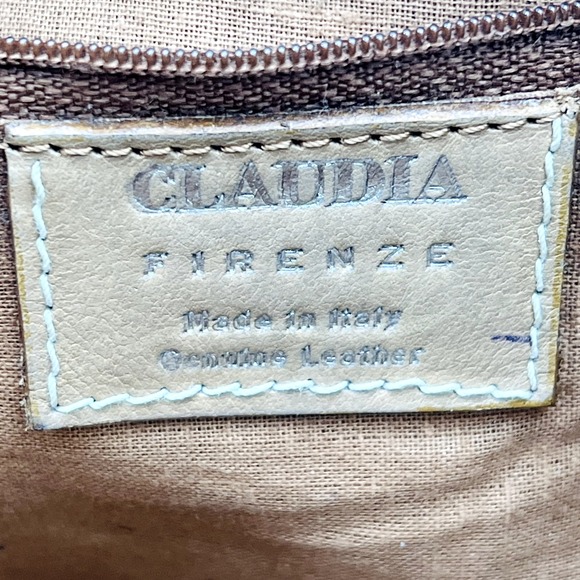 CLAUDIA
FIRENZE
Made in Italy
Genuine Leather